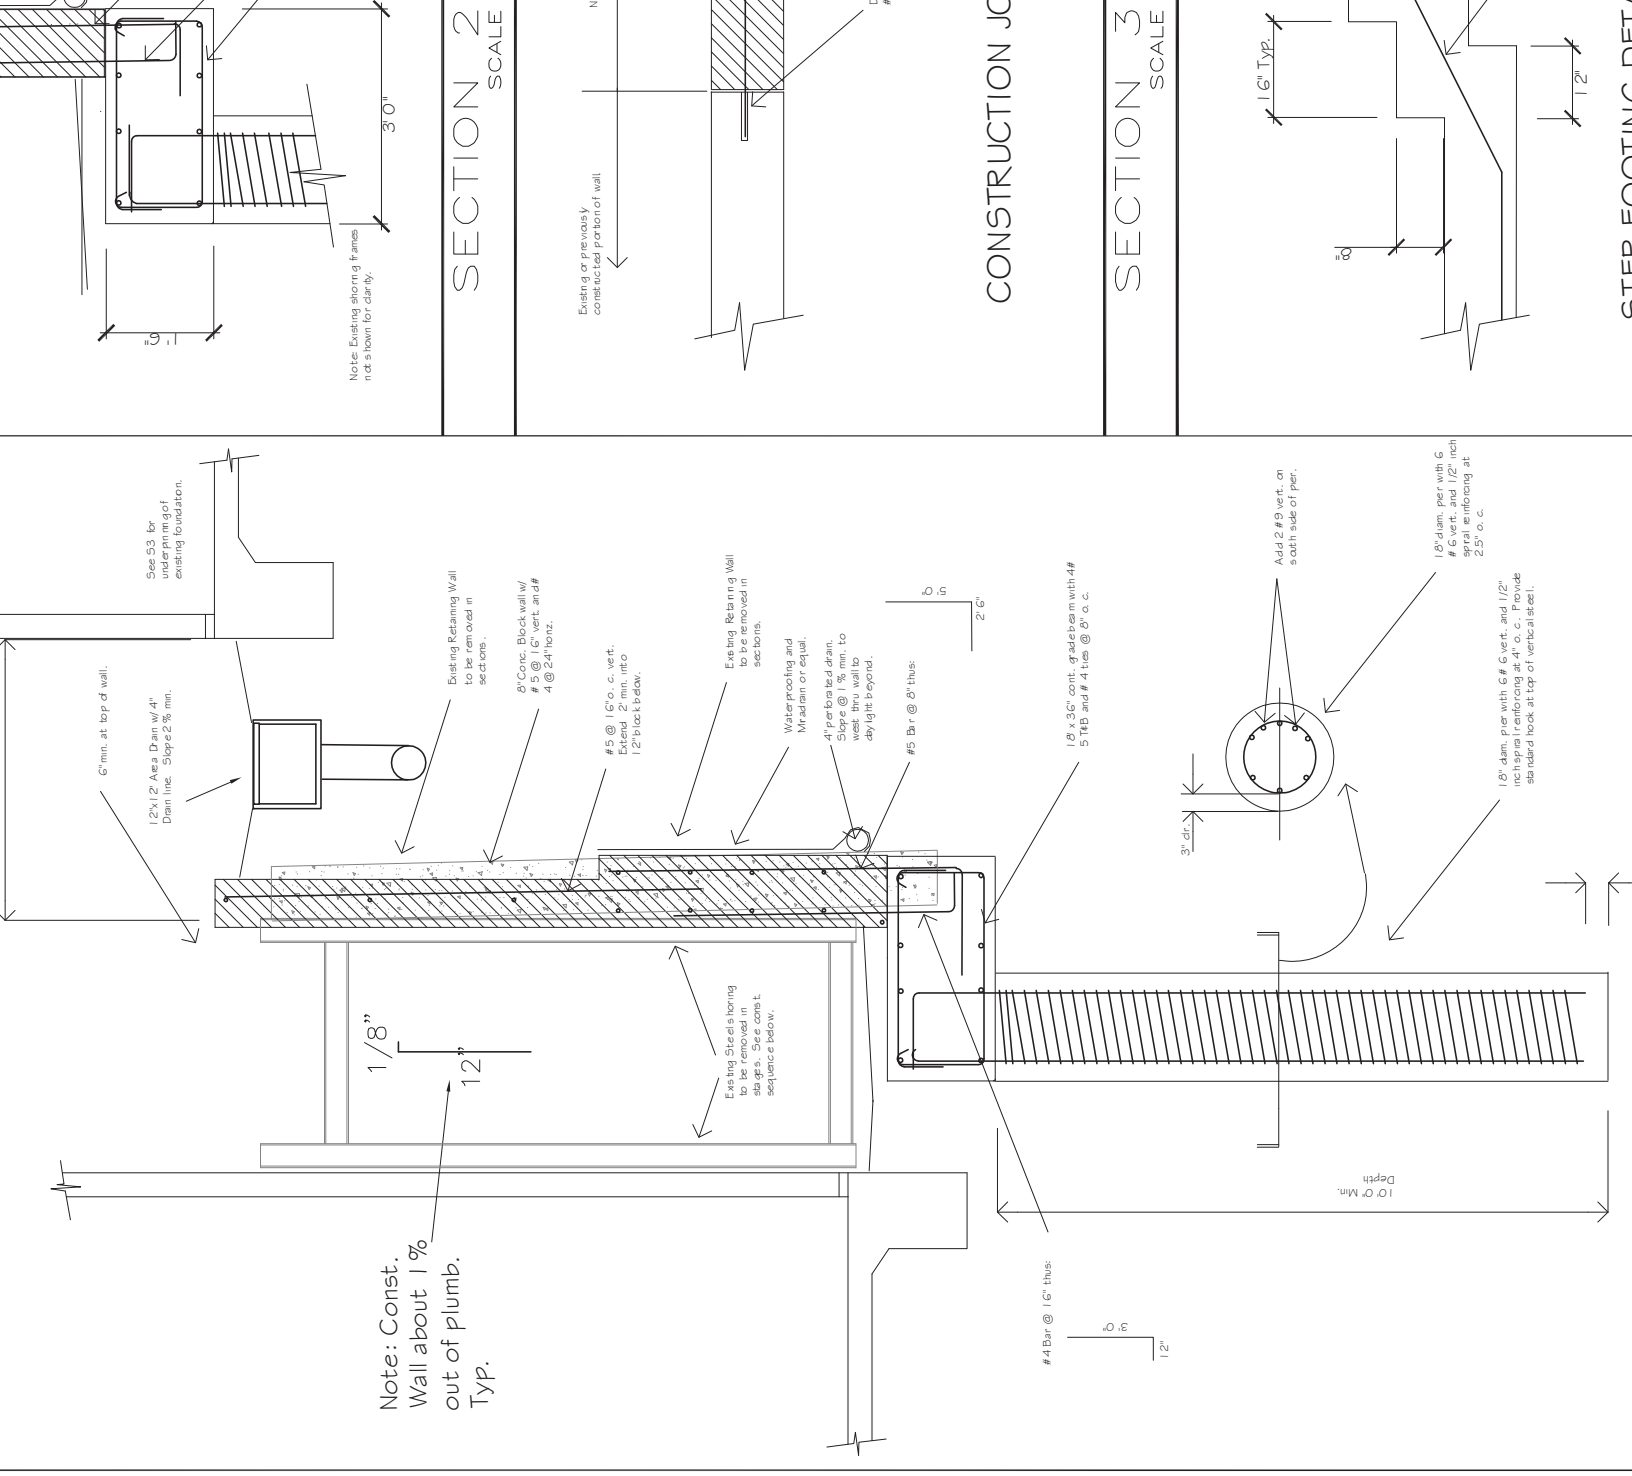 3' 0"
1' 6"
Note: Existing shoring frames
not shown for clarity.
SECTION 2
SCALE
Existing or previously
constructed portion of wall
CONSTRUCTION JO
SECTION 3
SCALE
16" Typ.
12"
8"
STEP FOOTING DETA
See S3 for
underpinning of
existing foundation.
6" min. at top of wall.
12"x12" Area Drain w/ 4"
Drain line. Slope 2% min.
Existing Retaining Wall
to be removed in
sections.
8" Conc. Block wall w/
#5 @ 16" vert. and #
4 @ 24" horiz.
#5 @ 16" o. c. vert.
Extend 2' min. into
12" block below.
Existing Retaining Wall
to be removed in
sections.
Waterproofing and
Miradrain or equal.
4" perforated drain.
Slope @ 1% min. to
west thru wall to
daylight beyond.
#5 Bar @ 8" thus:
5' 0"
2' 6"
18" x 36" cont. grade beam with 4#
5 T&B and # 4 ties @ 8" o. c.
Add 2 #9 vert. on
south side of pier.
18" diam. pier with 6
# 6 vert. and 1/2" inch
spiral reinforcing at
2.5" o. c.
18" diam. pier with 6 # 6 vert. and 1/2"
inch spiral reinforcing at 4" o. c. Provide
standard hook at top of vertical steel.
3" clr.
1/8"
12"
Existing Steel shoring
to be removed in
stages. See const.
sequence below.
Note: Const.
Wall about 1%
out of plumb.
Typ.
10' 0" Min.
Depth
#4 Bar @ 16" thus:
3' 0"
12"